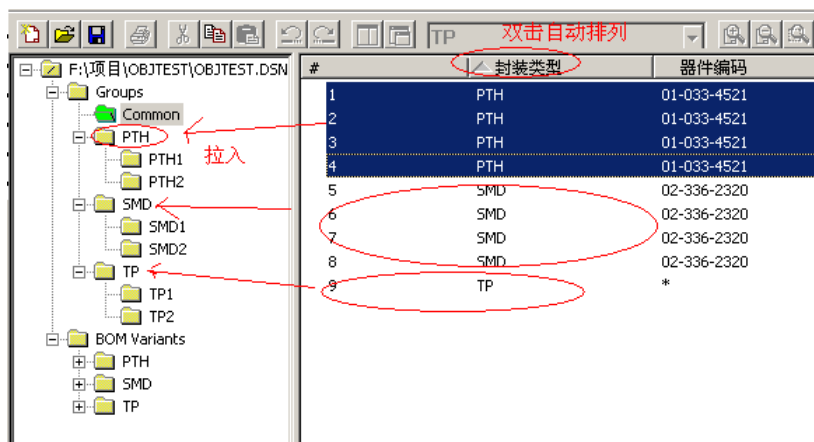 TP
双击自动排列
F:\项目\OBJTEST\OBJTEST.DSN
Groups
Common
PTH
拉入
PTH1
PTH2
SMD
SMD1
SMD2
TP
TP1
TP2
BOM Variants
PTH
SMD
TP
# 封装类型 器件编码
1 PTH 01-033-4521
2 PTH 01-033-4521
3 PTH 01-033-4521
4 PTH 01-033-4521
5 SMD 02-336-2320
6 SMD 02-336-2320
7 SMD 02-336-2320
8 SMD 02-336-2320
9 TP *